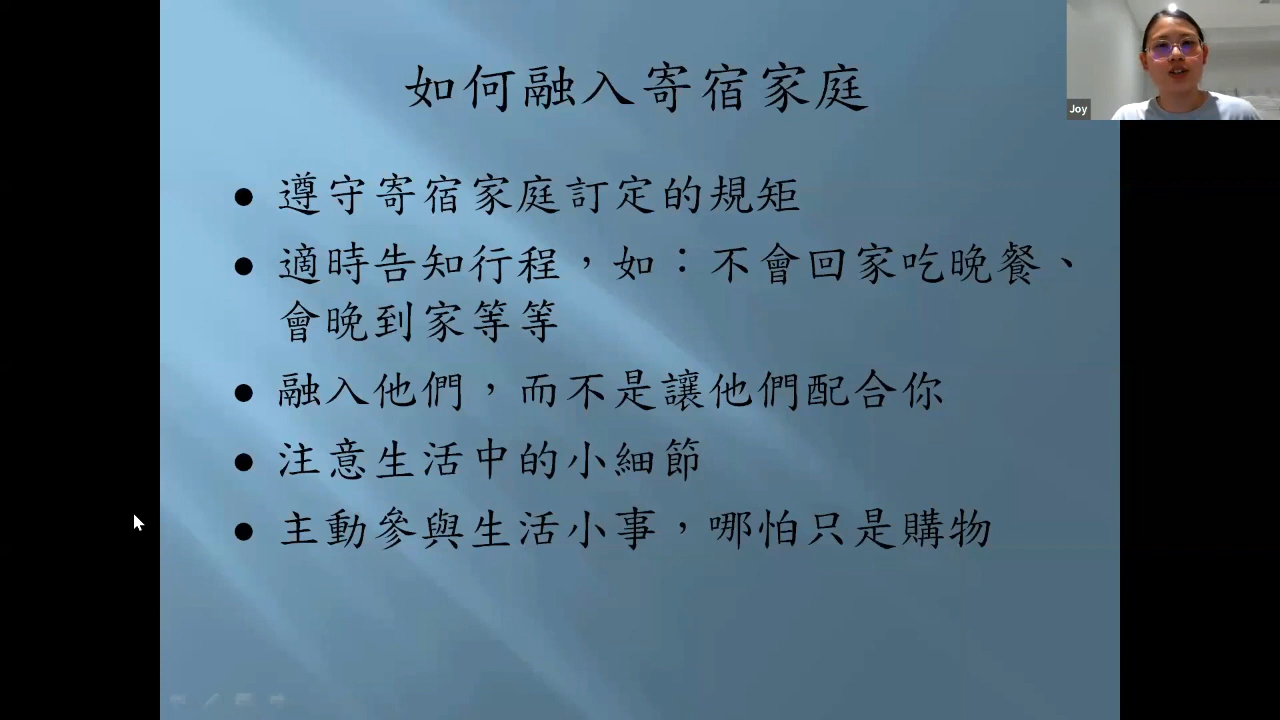 如何融入寄宿家庭
Joy
● 遵守寄宿家庭訂定的規矩
● 適時告知行程，如：不會回家吃晚餐、
會晚到家等等
● 融入他們，而不是讓他們配合你
● 注意生活中的小細節
● 主動參與生活小事，哪怕只是購物